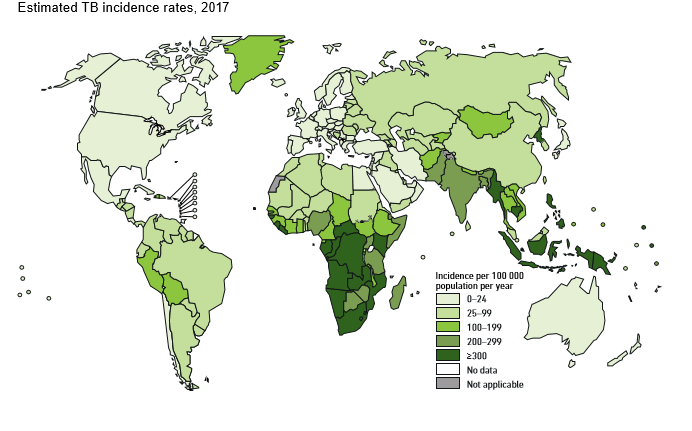 Estimated TB incidence rates, 2017
Incidence per 100 000
population per year
0–24
25–99
100–199
200–299
≥300
No data
Not applicable